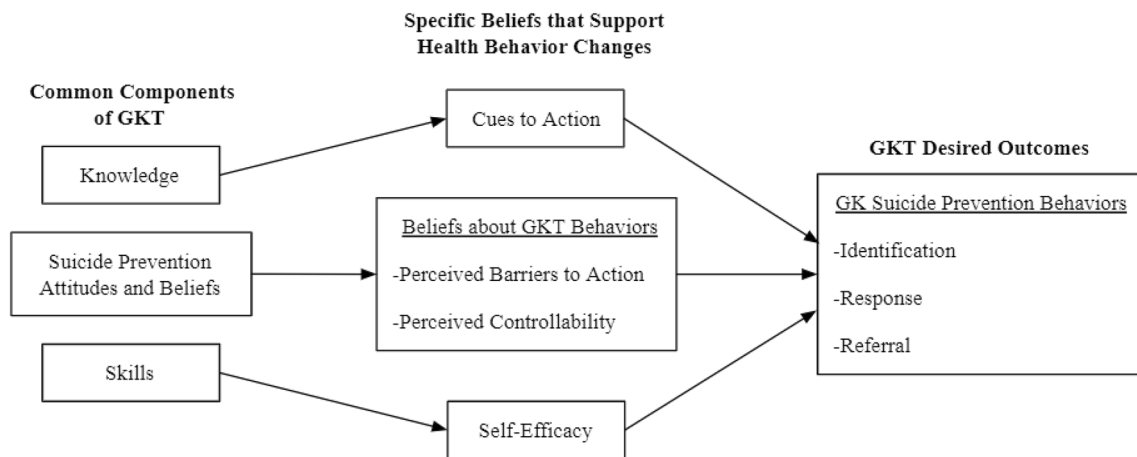 Specific Beliefs that Support
Health Behavior Changes
Common Components
of GKT
Cues to Action
GKT Desired Outcomes
Knowledge
GK Suicide Prevention Behaviors
Beliefs about GKT Behaviors
-Identification
Suicide Prevention
Attitudes and Beliefs
-Perceived Barriers to Action
-Response
-Perceived Controllability
-Referral
Skills
Self-Efficacy